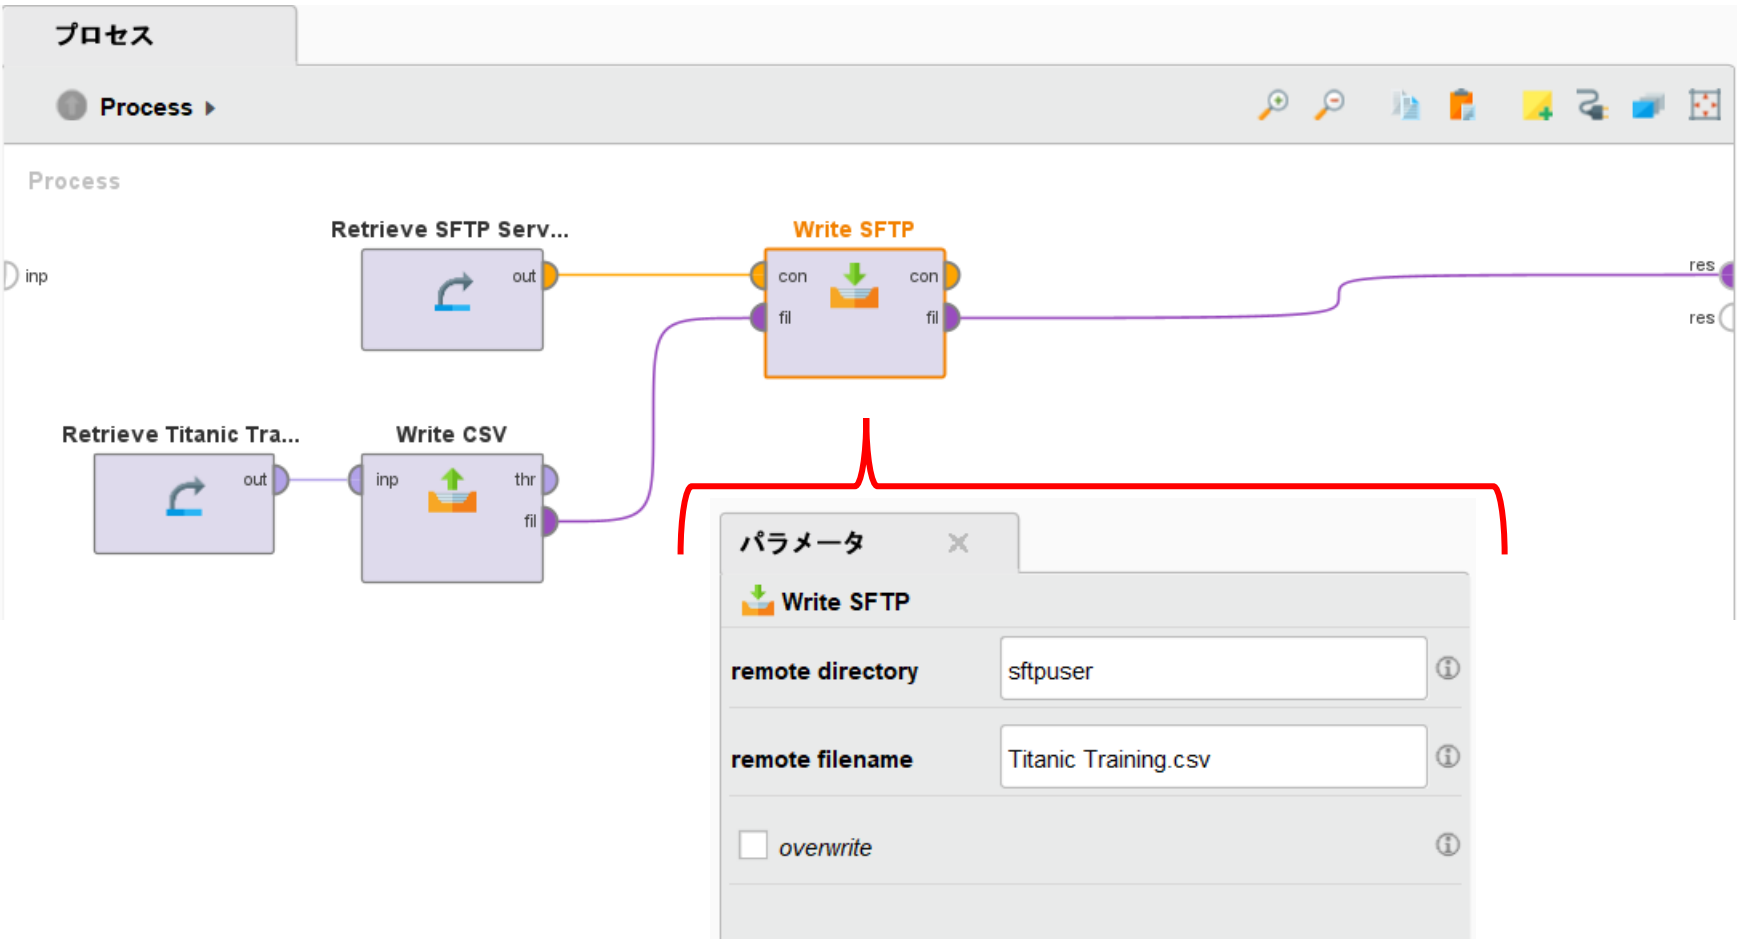 プロセス
Process
Process
Retrieve SFTP Serv...
Write SFTP
inp
out
con
con
res
fil
fil
res
Retrieve Titanic Tra...
Write CSV
out
inp
thr
fil
パラメータ
Write SFTP
remote directory
sftpuser
remote filename
Titanic Training.csv
overwrite